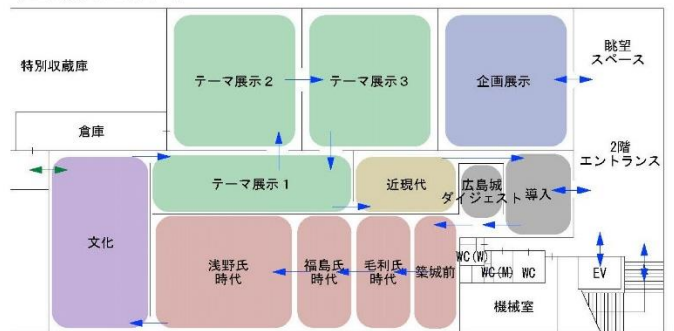 特別収蔵庫
倉庫
テーマ展示2
テーマ展示3
企画展示
眺望
スペース
2階
エントランス
文化
テーマ展示1
近現代
広島城
ダイジェスト
導入
浅野氏
時代
福島氏
時代
毛利氏
時代
築城前
WC(W)
WC(M)
WC
機械室
EV